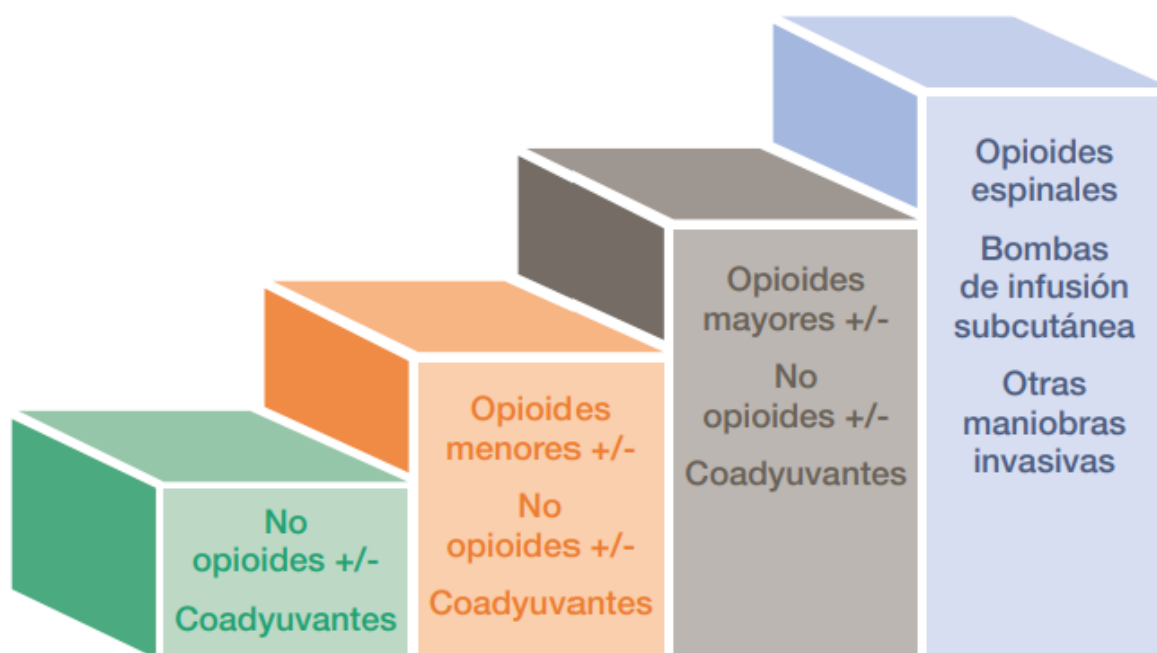 No
opioides +/-
Coadyuvantes
Opioides
menores +/-
No
opioides +/-
Coadyuvantes
Opioides
mayores +/-
No
opioides +/-
Coadyuvantes
Opioides
espinales
Bombas
de infusión
subcutánea
Otras
maniobras
invasivas